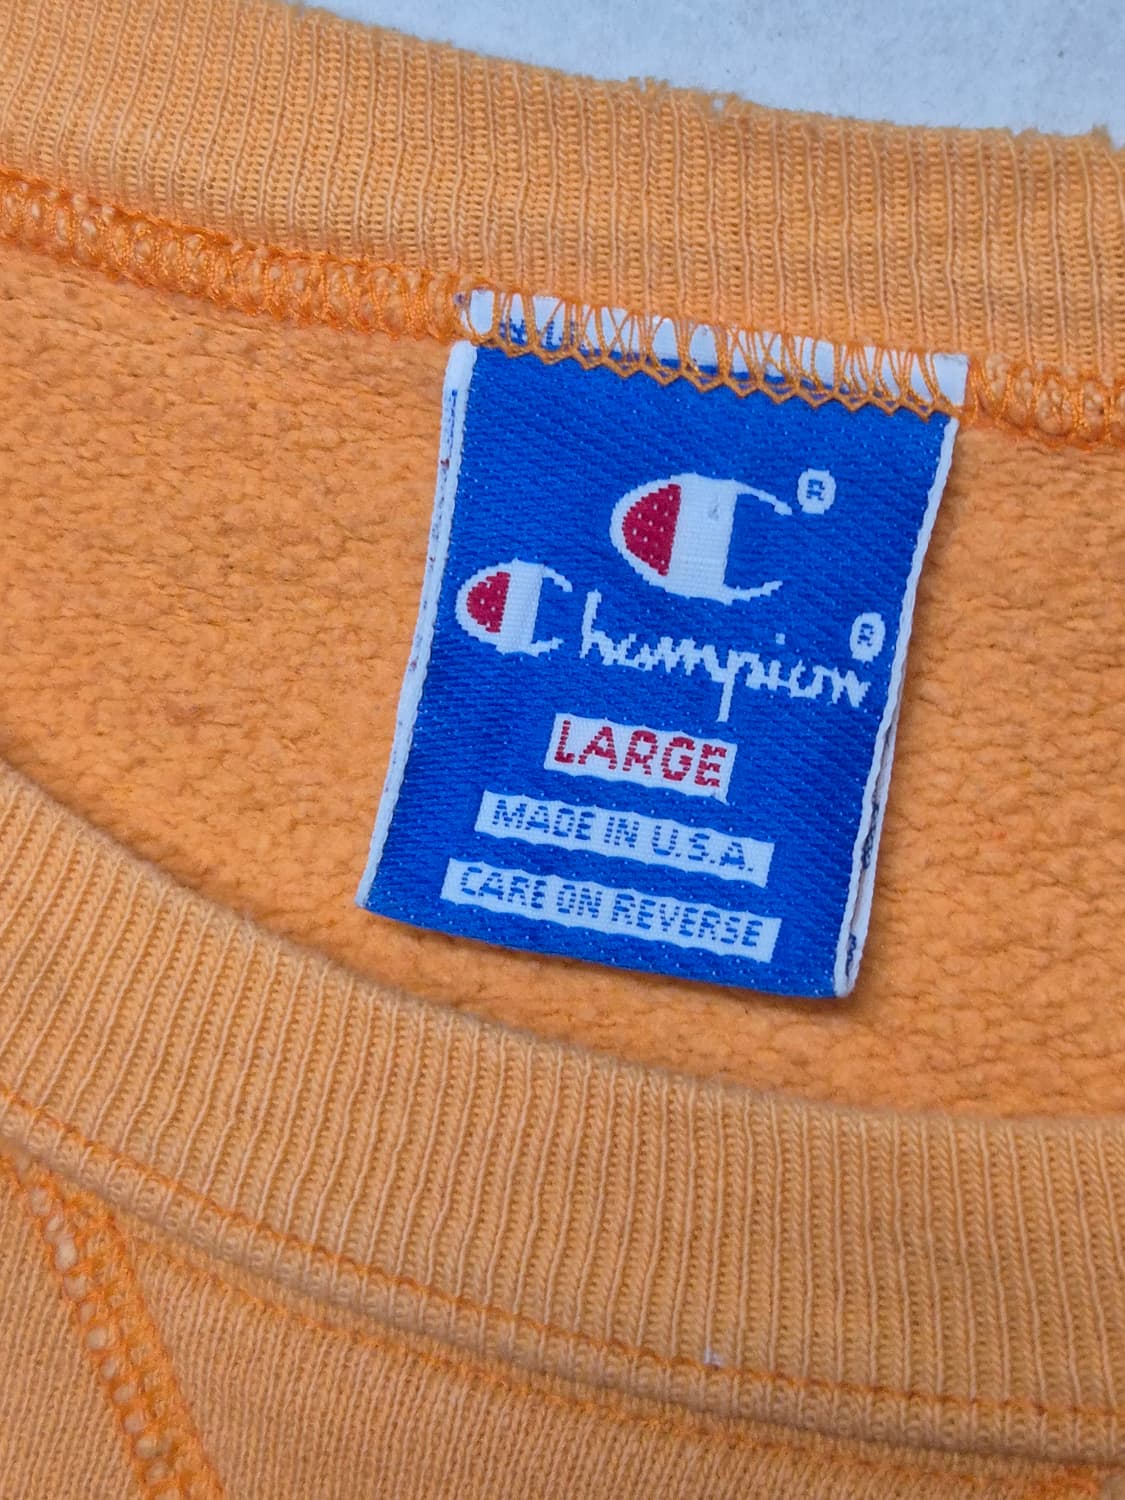 C®
Champion®
LARGE
MADE IN U.S.A.
CARE ON REVERSE